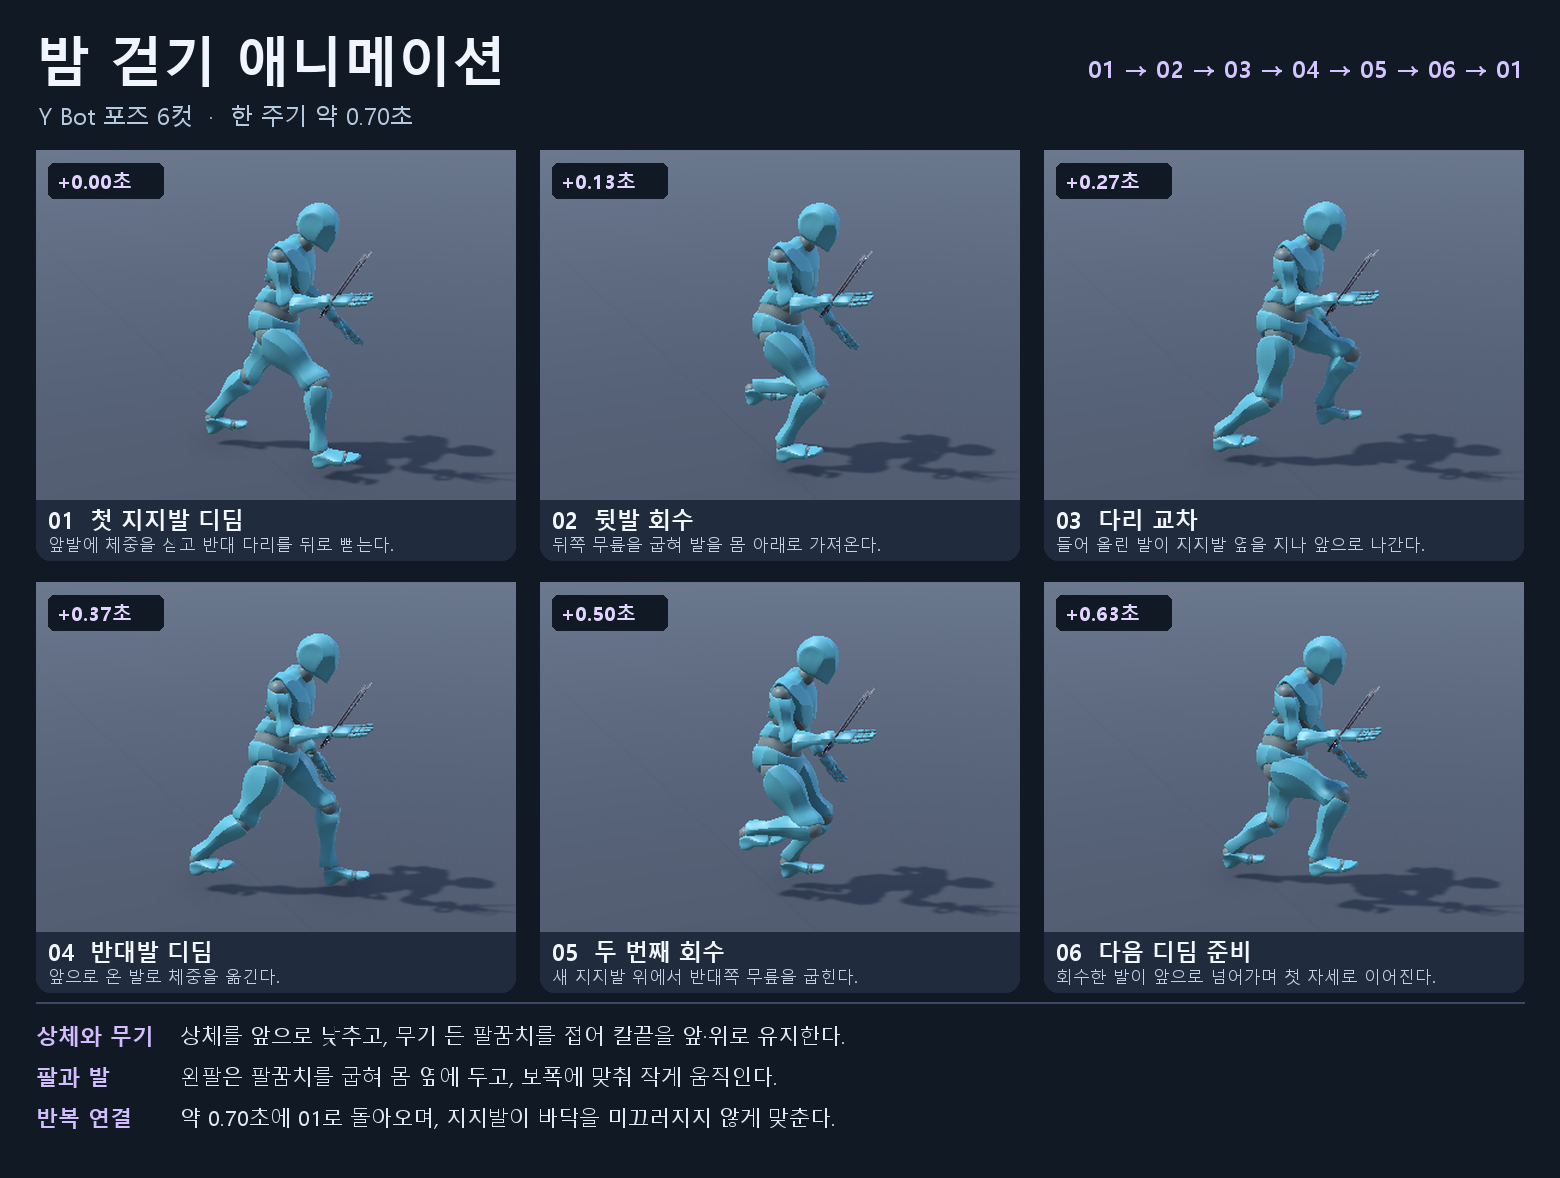 밤 걷기 애니메이션
01 → 02 → 03 → 04 → 05 → 06 → 01
Y Bot 포즈 6컷 · 한 주기 약 0.70초
+0.00초
+0.13초
+0.27초
01 첫 지지발 디딤
앞발에 체중을 싣고 반대 다리를 뒤로 뻗는다.
02 뒷발 회수
뒤쪽 무릎을 굽혀 발을 몸 아래로 가져온다.
03 다리 교차
들어 올린 발이 지지발 옆을 지나 앞으로 나간다.
+0.37초
+0.50초
+0.63초
04 반대발 디딤
앞으로 온 발로 체중을 옮긴다.
05 두 번째 회수
새 지지발 위에서 반대쪽 무릎을 굽힌다.
06 다음 디딤 준비
회수한 발이 앞으로 넘어가며 첫 자세로 이어진다.
상체와 무기 상체를 앞으로 낮추고, 무기 든 팔꿈치를 접어 칼끝을 앞·위로 유지한다.
팔과 발 왼팔은 팔꿈치를 굽혀 몸 옆에 두고, 보폭에 맞춰 작게 움직인다.
반복 연결 약 0.70초에 01로 돌아오며, 지지발이 바닥을 미끄러지지 않게 맞춘다.